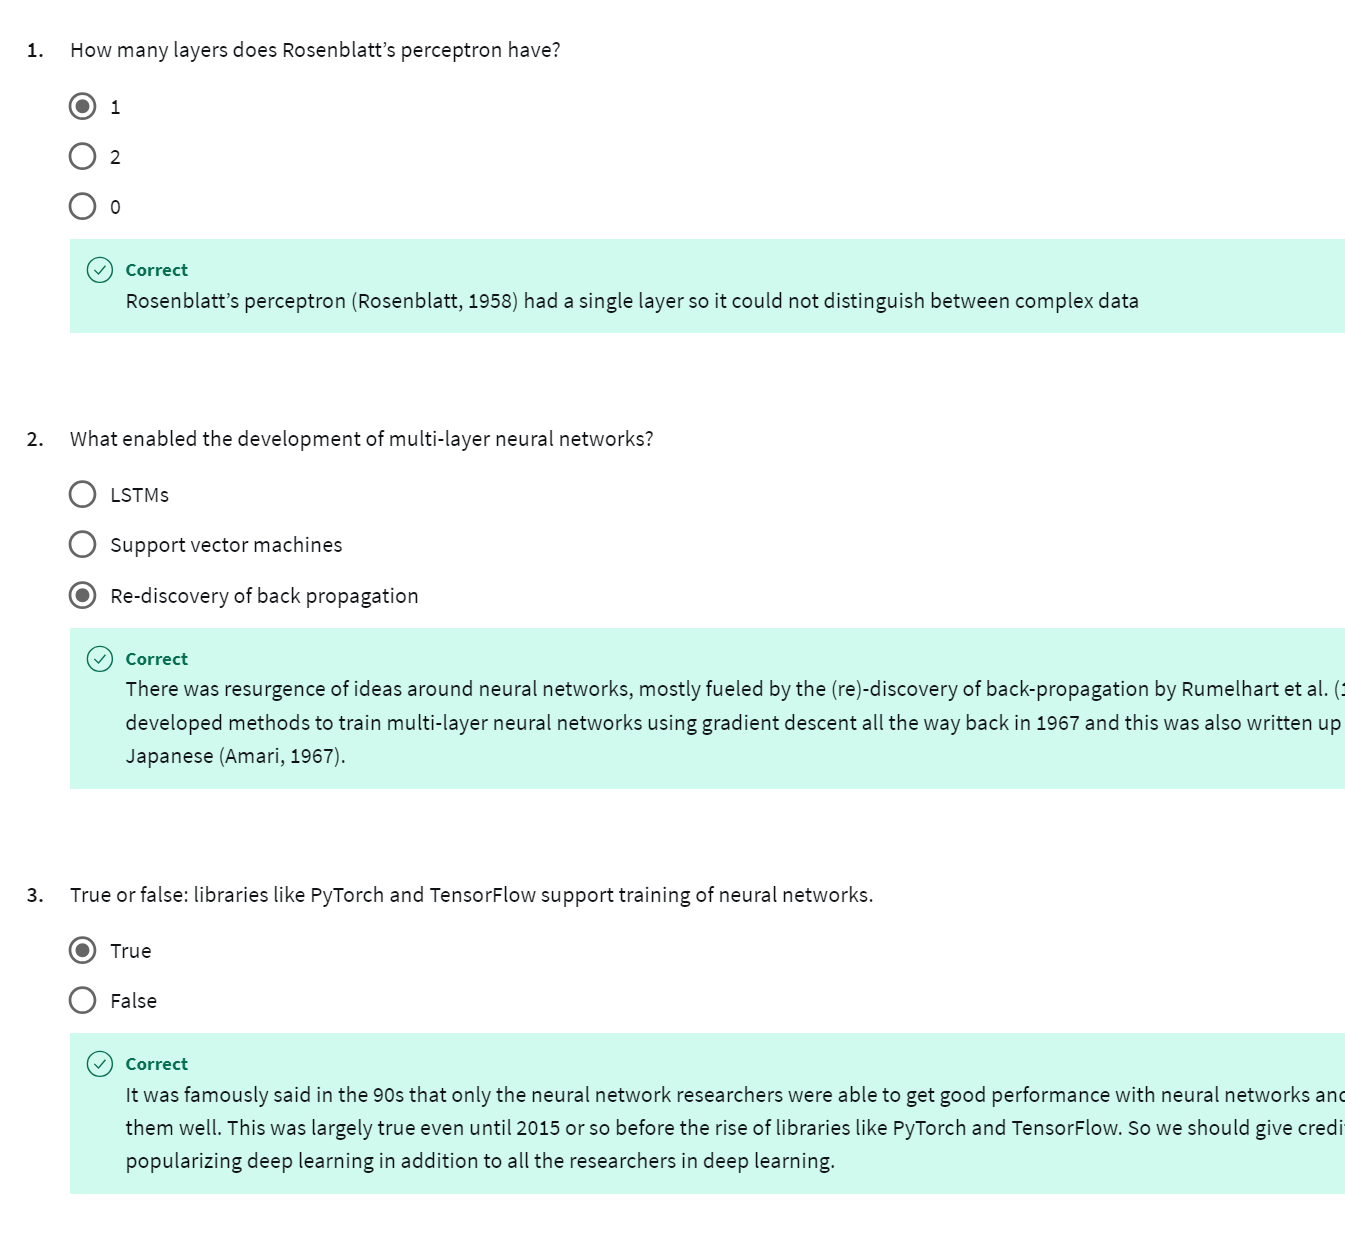 1. How many layers does Rosenblatt’s perceptron have?
1
2
0
Correct
Rosenblatt’s perceptron (Rosenblatt, 1958) had a single layer so it could not distinguish between complex data
2. What enabled the development of multi-layer neural networks?
LSTMs
Support vector machines
Re-discovery of back propagation
Correct
There was resurgence of ideas around neural networks, mostly fueled by the (re)-discovery of back-propagation by Rumelhart et al. (
developed methods to train multi-layer neural networks using gradient descent all the way back in 1967 and this was also written up
Japanese (Amari, 1967).
3. True or false: libraries like PyTorch and TensorFlow support training of neural networks.
True
False
Correct
It was famously said in the 90s that only the neural network researchers were able to get good performance with neural networks
them well. This was largely true even until 2015 or so before the rise of libraries like PyTorch and TensorFlow. So we should give
popularizing deep learning in addition to all the researchers in deep learning.